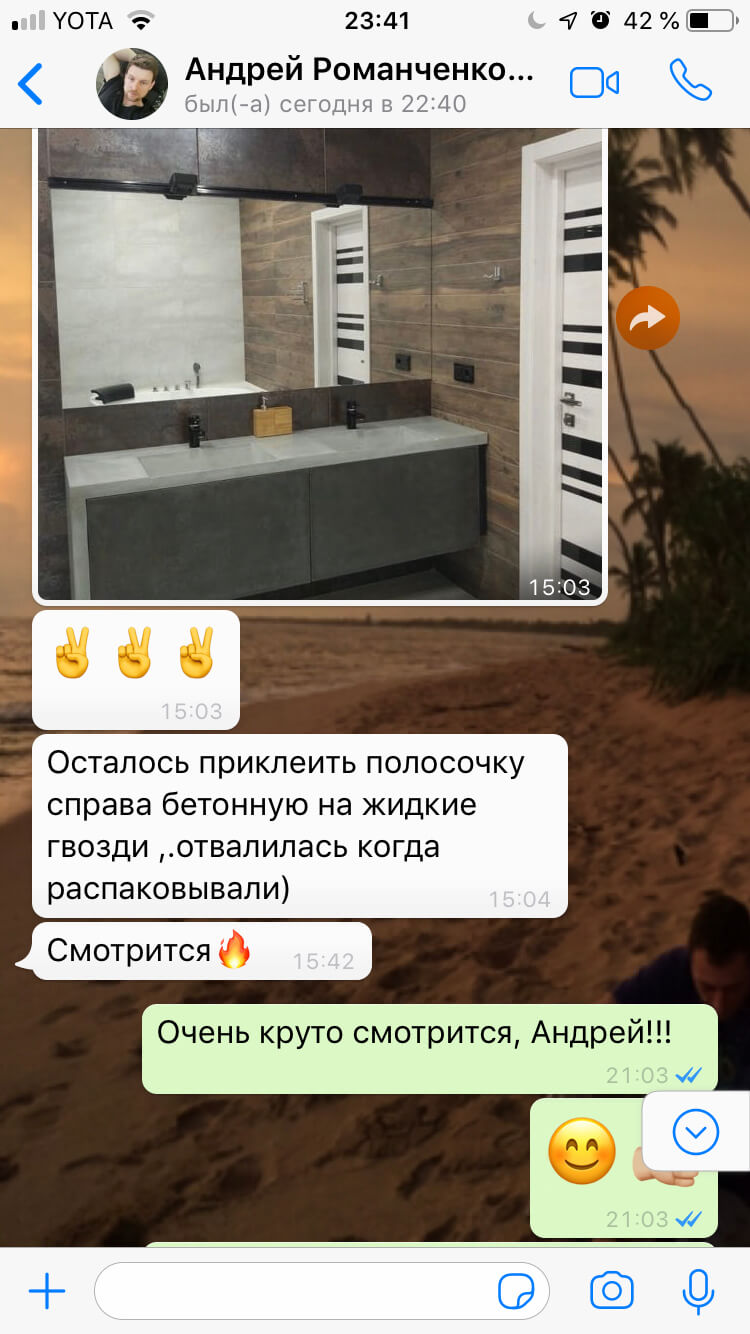 YOTA 23:41 42 %
Андрей Романченко...
был(-а) сегодня в 22:40
15:03
✌️✌️✌️
15:03
Осталось приклеить полосочку
справа бетонную на жидкие
гвозди ,.отвалилась когда
распаковывали)
15:04
Смотрится🔥 15:42
Очень круто смотрится, Андрей!!!
21:03
😊
21:03